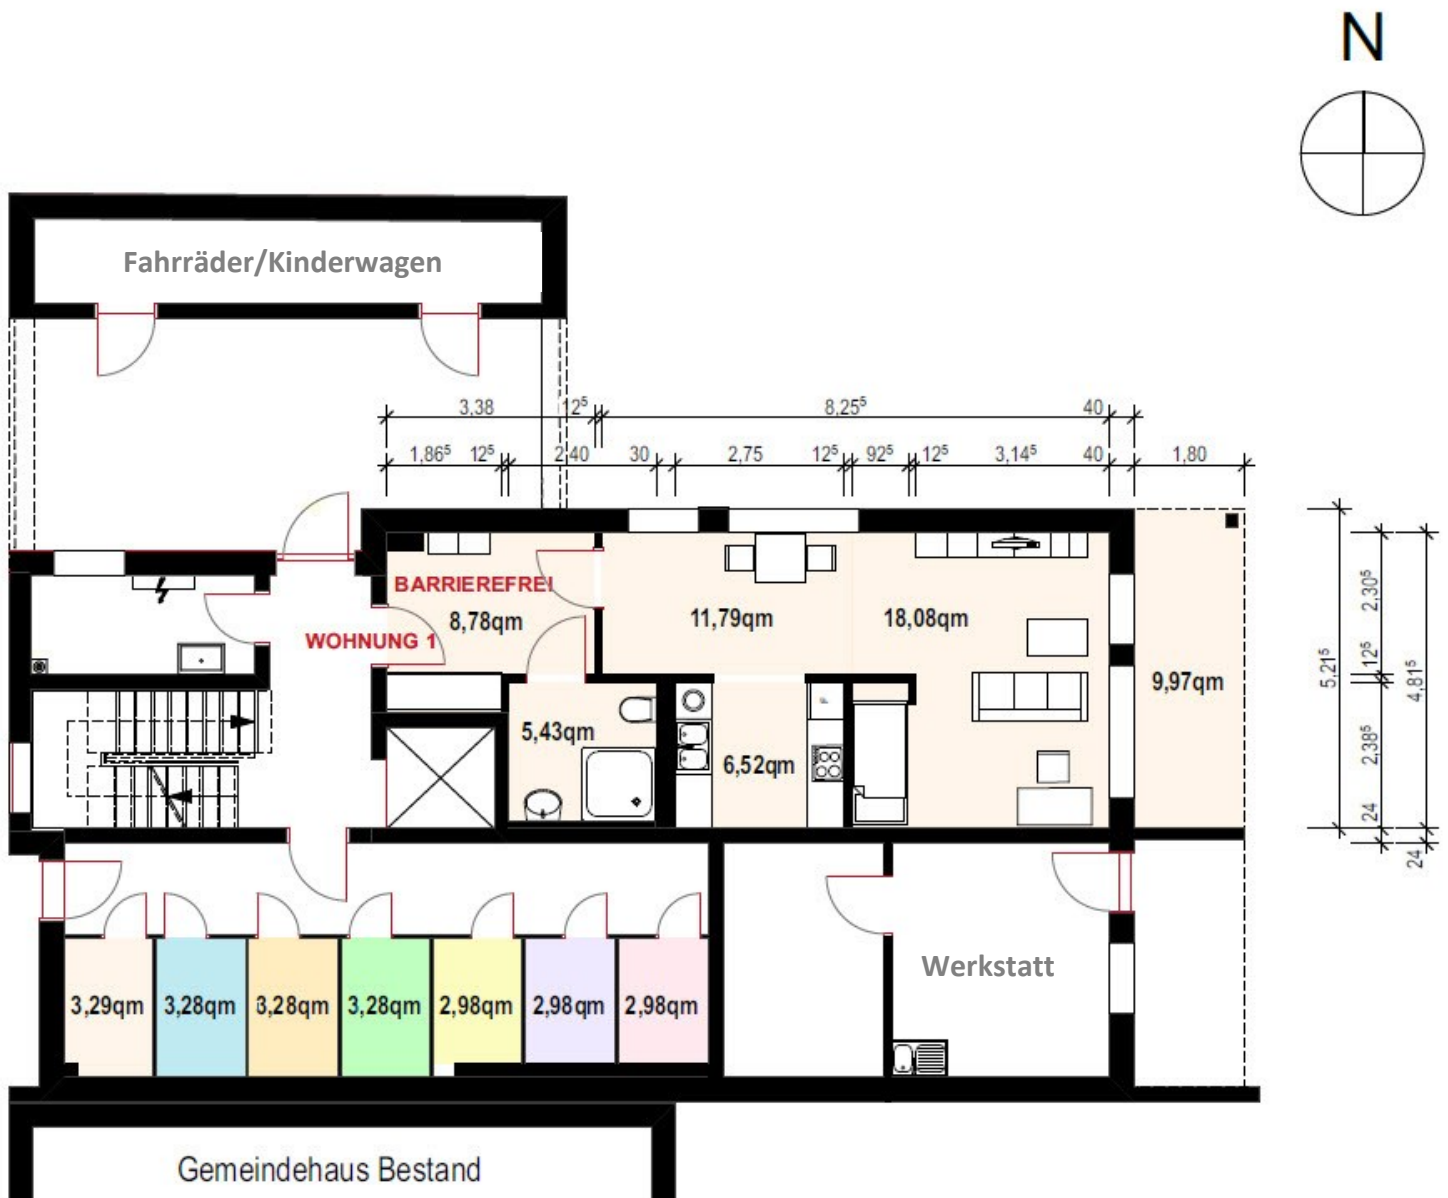 N
Fahrräder/Kinderwagen
3,38 12⁵ 8,25⁵ 40
1,86⁵ 12⁵ 2,40 30 2,75 12⁵ 92⁵ 12⁵ 3,14⁵ 40 1,80
BARRIEREFREI
8,78qm
11,79qm
18,08qm
WOHNUNG 1
9,97qm
5,43qm
6,52qm
5,21⁵
2,30⁵
12⁵
2,38⁵
24
4,81⁵
24
Werkstatt
3,29qm 3,28qm 3,28qm 3,28qm 2,98qm 2,98qm 2,98qm
Gemeindehaus Bestand